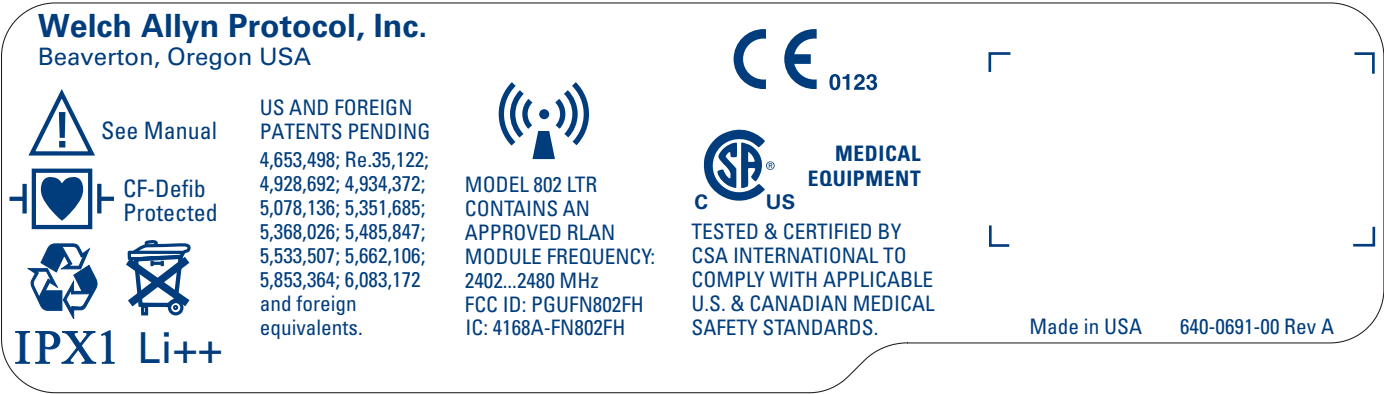 Welch Allyn Protocol, Inc.
Beaverton, Oregon USA
See Manual
CF-Defib
Protected
IPX1 Li++
US AND FOREIGN
PATENTS PENDING
4,653,498; Re.35,122;
4,928,692; 4,934,372;
5,078,136; 5,351,685;
5,368,026; 5,485,847;
5,533,507; 5,662,106;
5,853,364; 6,083,172
and foreign
equivalents.
MODEL 802 LTR
CONTAINS AN
APPROVED RLAN
MODULE FREQUENCY:
2402...2480 MHz
FCC ID: PGUFN802FH
IC: 4168A-FN802FH
CE 0123
CSA ®
C US
MEDICAL
EQUIPMENT
TESTED & CERTIFIED BY
CSA INTERNATIONAL TO
COMPLY WITH APPLICABLE
U.S. & CANADIAN MEDICAL
SAFETY STANDARDS.
Made in USA 640-0691-00 Rev A